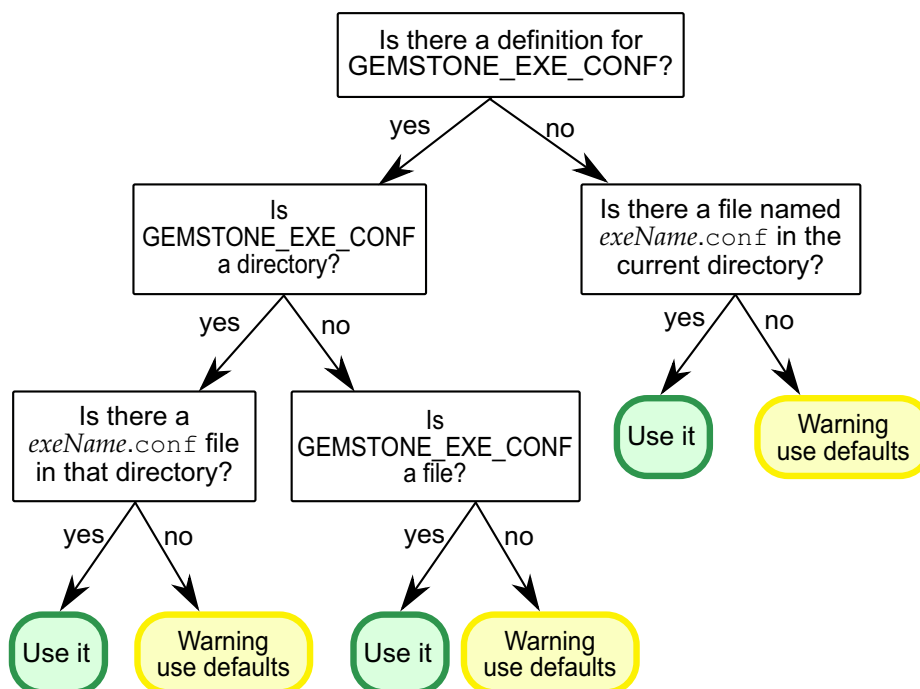 Is there a definition for
GEMSTONE_EXE_CONF?
yes
no
Is
GEMSTONE_EXE_CONF
a directory?
Is there a file named
exeName.conf in the
current directory?
yes
no
yes
no
Is there a
exeName.conf file
in that directory?
Is
GEMSTONE_EXE_CONF
a file?
Use it
Warning
use defaults
yes
no
yes
no
Use it
Warning
use defaults
Use it
Warning
use defaults